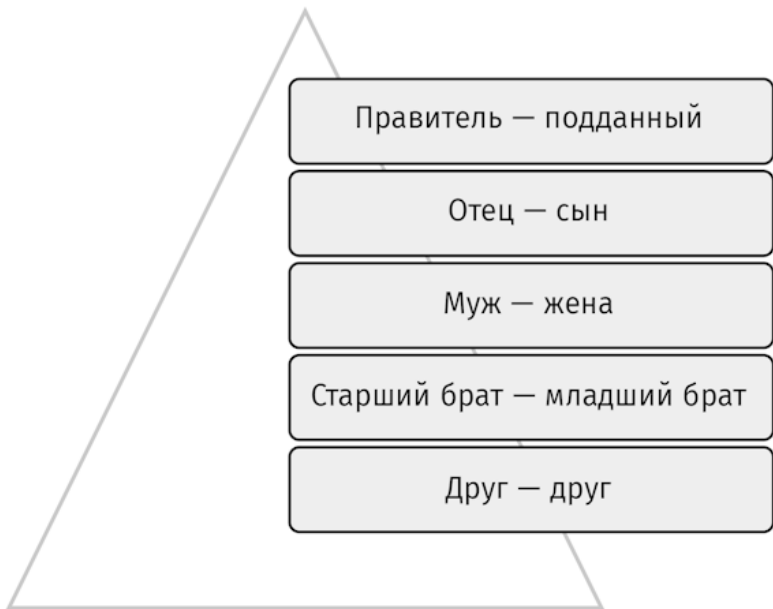 Правитель — подданный
Отец — сын
Муж — жена
Старший брат — младший брат
Друг — друг